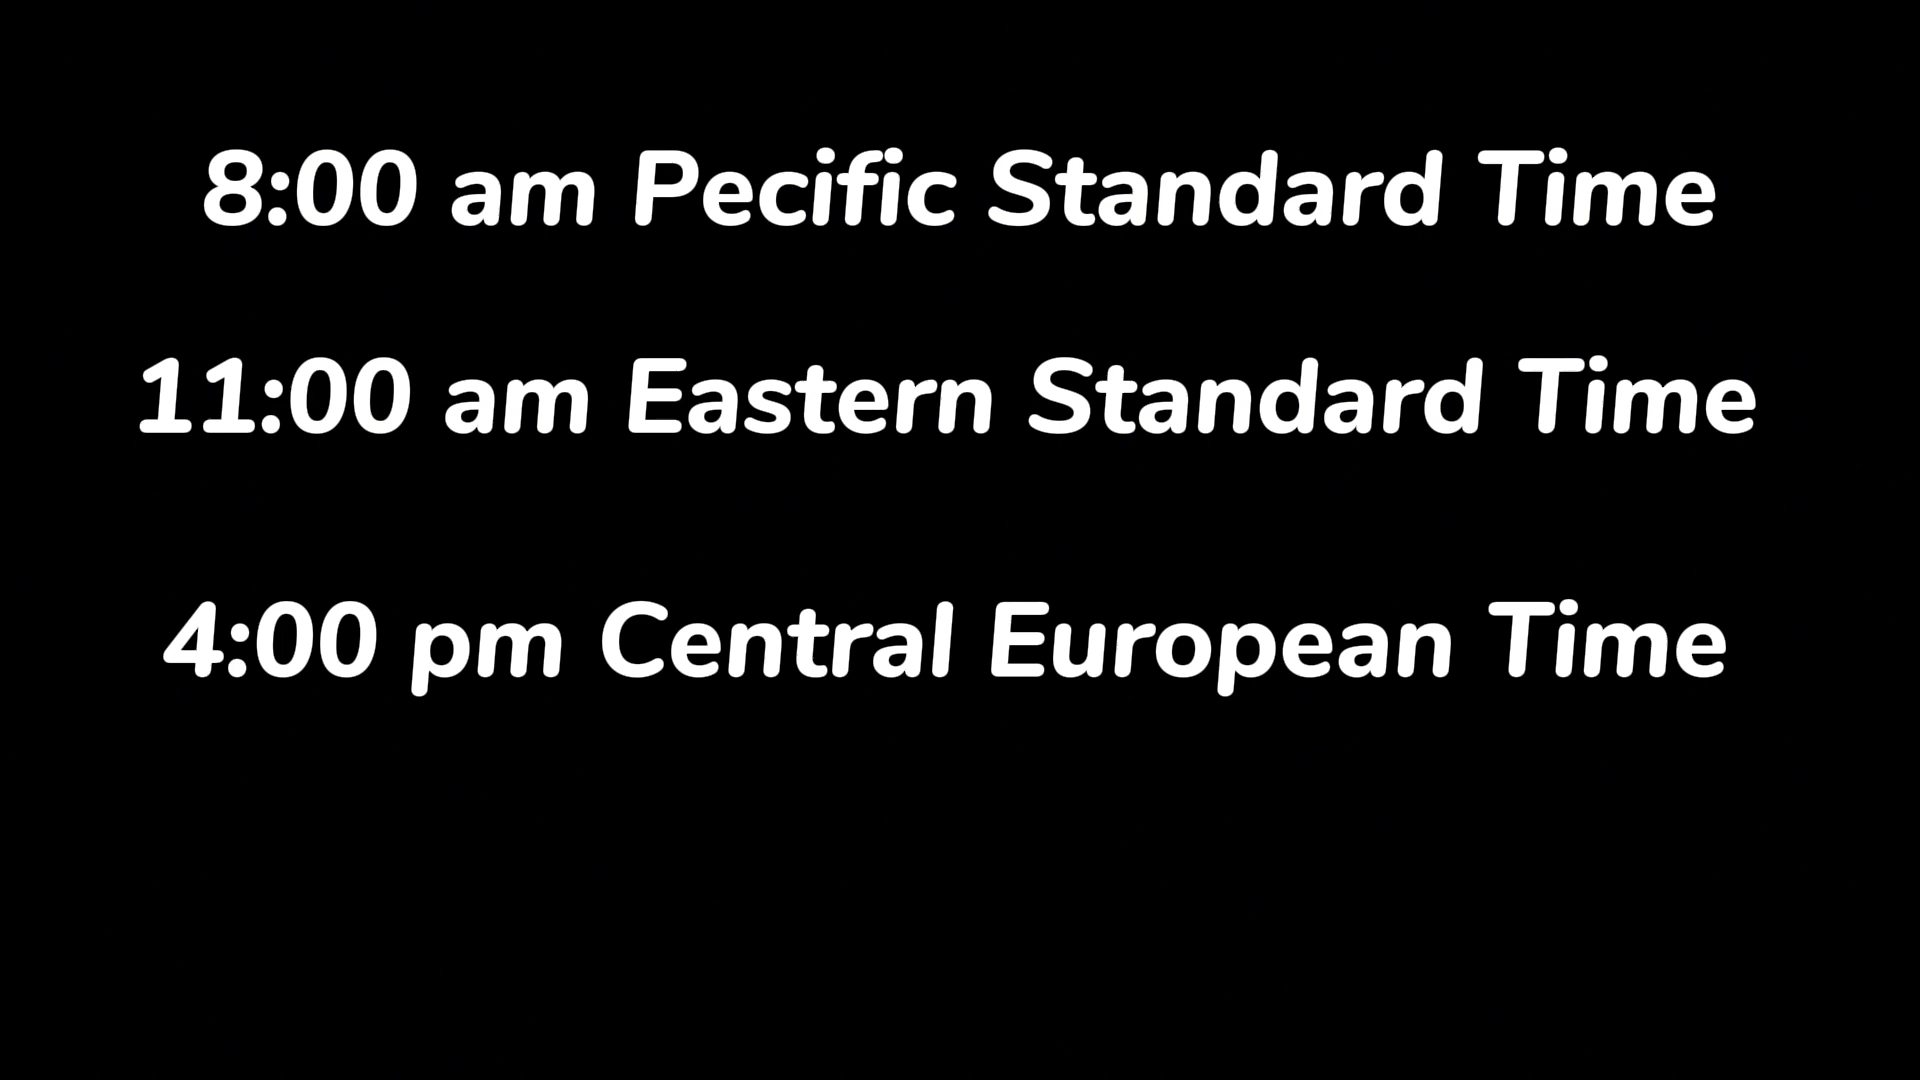 8:00 am Pecific Standard Time
11:00 am Eastern Standard Time
4:00 pm Central European Time